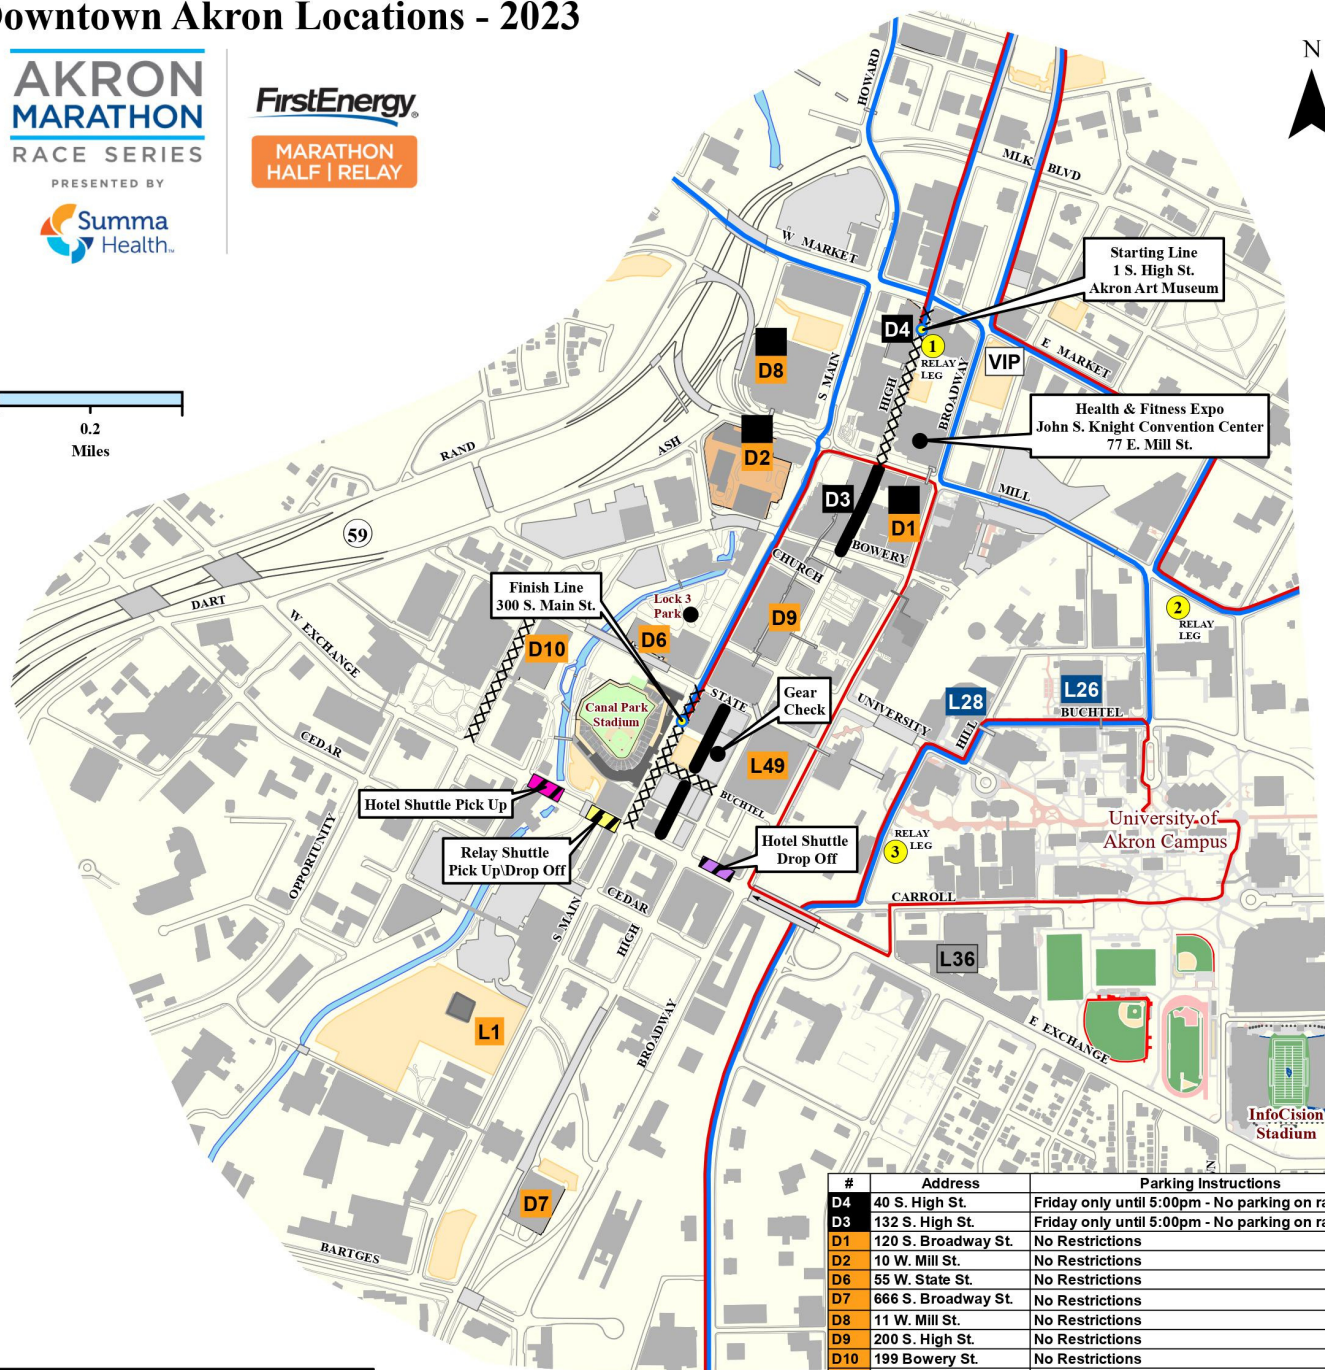 Downtown Akron Locations - 2023
AKRON
MARATHON
RACE SERIES
PRESENTED BY
Summa
Health™
FirstEnergy®
MARATHON
HALF | RELAY
N
HOWARD
MLK BLVD
W MARKET
Starting Line
1 S. High St.
Akron Art Museum
D4
1
RELAY
LEG
VIP
E MARKET
D8
S MAIN
HIGH
BROADWAY
0.2
Miles
Health & Fitness Expo
John S. Knight Convention Center
77 E. Mill St.
RAND
ASH
D2
MILL
D3
D1
59
BOWERY
CHURCH
Finish Line
300 S. Main St.
DART
Lock 3
Park
2
RELAY
LEG
W EXCHANGE
D10
D6
D9
STATE
Gear
Check
UNIVERSITY
L28
L26
BUCHTEL
HILL
Canal Park
Stadium
CEDAR
L49
Hotel Shuttle Pick Up
BUCHTEL
University of
Akron Campus
OPPORTUNITY
Relay Shuttle
Pick Up\Drop Off
Hotel Shuttle
Drop Off
3
RELAY
LEG
CARROLL
S MAIN
CEDAR
HIGH
L36
L1
BROADWAY
E EXCHANGE
InfoCision
Stadium
D7
BARTGES
# Address Parking Instructions
D4 40 S. High St. Friday only until 5:00pm - No parking on ra
D3 132 S. High St. Friday only until 5:00pm - No parking on ra
D1 120 S. Broadway St. No Restrictions
D2 10 W. Mill St. No Restrictions
D6 55 W. State St. No Restrictions
D7 666 S. Broadway St. No Restrictions
D8 11 W. Mill St. No Restrictions
D9 200 S. High St. No Restrictions
D10 199 Bowery St. No Restrictions